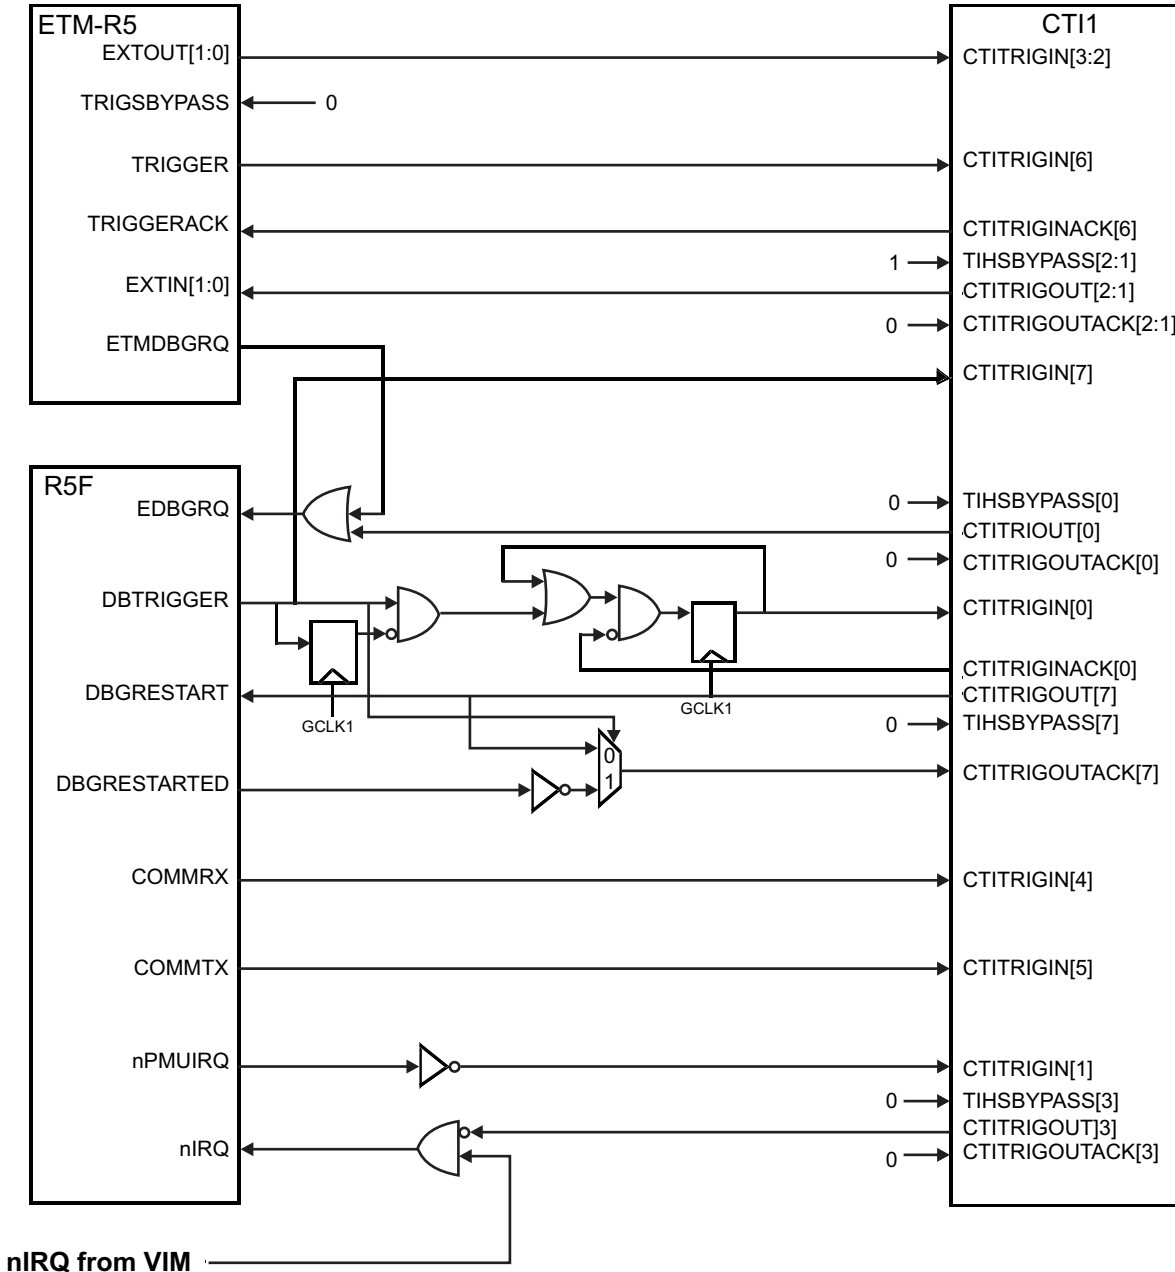 ETM-R5
EXTOUT[1:0]
TRIGSBYPASS
0
TRIGGER
TRIGGERACK
EXTIN[1:0]
ETMDBGRQ
R5F
EDBGRQ
DBTRIGGER
DBGRESTART
DBGRESTARTED
COMMRX
COMMTX
nPMUIRQ
nIRQ
nIRQ from VIM
GCLK1
GCLK1
0
1
CTI1
CTITRIGIN[3:2]
CTITRIGIN[6]
CTITRIGINACK[6]
1
TIHSBYPASS[2:1]
CTITRIGOUT[2:1]
0
CTITRIGOUTACK[2:1]
CTITRIGIN[7]
0
TIHSBYPASS[0]
CTITRIOUT[0]
0
CTITRIGOUTACK[0]
CTITRIGIN[0]
CTITRIGINACK[0]
CTITRIGOUT[7]
0
TIHSBYPASS[7]
CTITRIGOUTACK[7]
CTITRIGIN[4]
CTITRIGIN[5]
CTITRIGIN[1]
0
TIHSBYPASS[3]
CTITRIGOUT]3]
0
CTITRIGOUTACK[3]